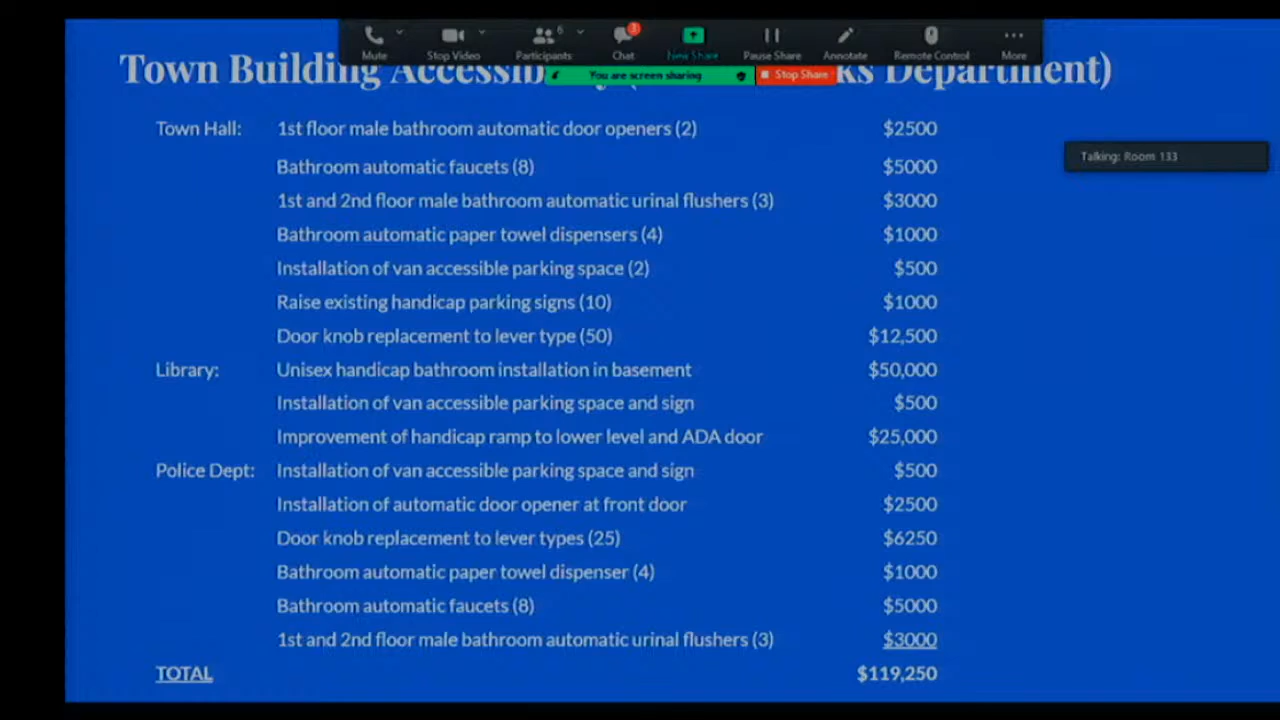 Mute
Stop Video
6
Participants
3
Chat
New Share
Pause Share
Annotate
Remote Control
More
You are screen sharing
Stop Share
Town Building Department)
Talking: Room 133
Town Hall: 1st floor male bathroom automatic door openers (2) $2500
Bathroom automatic faucets (8) $5000
1st and 2nd floor male bathroom automatic urinal flushers (3) $3000
Bathroom automatic paper towel dispensers (4) $1000
Installation of van accessible parking space (2) $500
Raise existing handicap parking signs (10) $1000
Door knob replacement to lever type (50) $12,500
Library: Unisex handicap bathroom installation in basement $50,000
Installation of van accessible parking space and sign $500
Improvement of handicap ramp to lower level and ADA door $25,000
Police Dept: Installation of van accessible parking space and sign $500
Installation of automatic door opener at front door $2500
Door knob replacement to lever types (25) $6250
Bathroom automatic paper towel dispenser (4) $1000
Bathroom automatic faucets (8) $5000
1st and 2nd floor male bathroom automatic urinal flushers (3) $3000
TOTAL $119,250